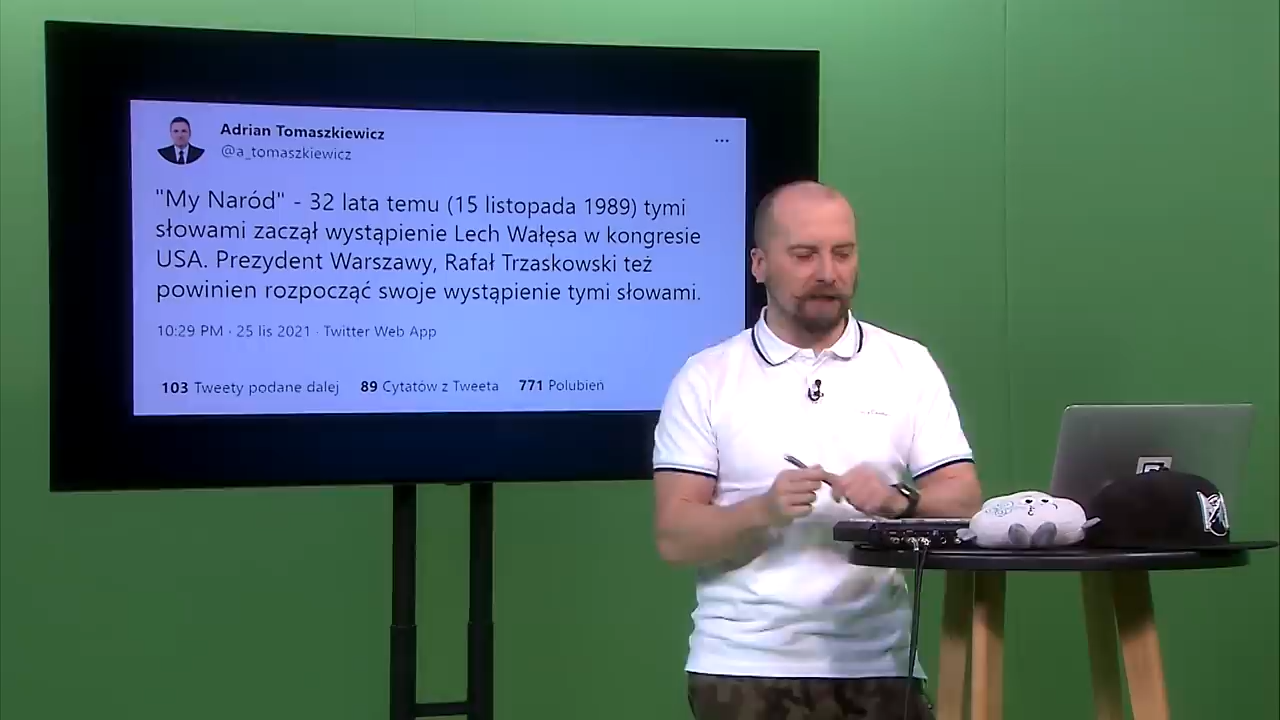 Adrian Tomaszkiewicz
@a_tomaszkiewicz
"My Naród" - 32 lata temu (15 listopada 1989) tymi
słowami zaczął wystąpienie Lech Wałęsa w kongresie
USA. Prezydent Warszawy, Rafał Trzaskowski też
powinien rozpocząć swoje wystąpienie tymi słowami.
10:29 PM · 25 lis 2021 · Twitter Web App
103 Tweety podane dalej 89 Cytatów z Tweeta 771 Polubień